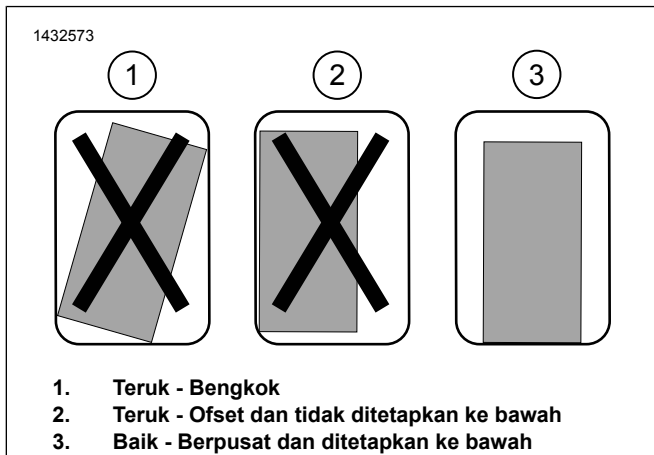 1432573
1 2 3
1. Teruk - Bengkok
2. Teruk - Ofset dan tidak ditetapkan ke bawah
3. Baik - Berpusat dan ditetapkan ke bawah